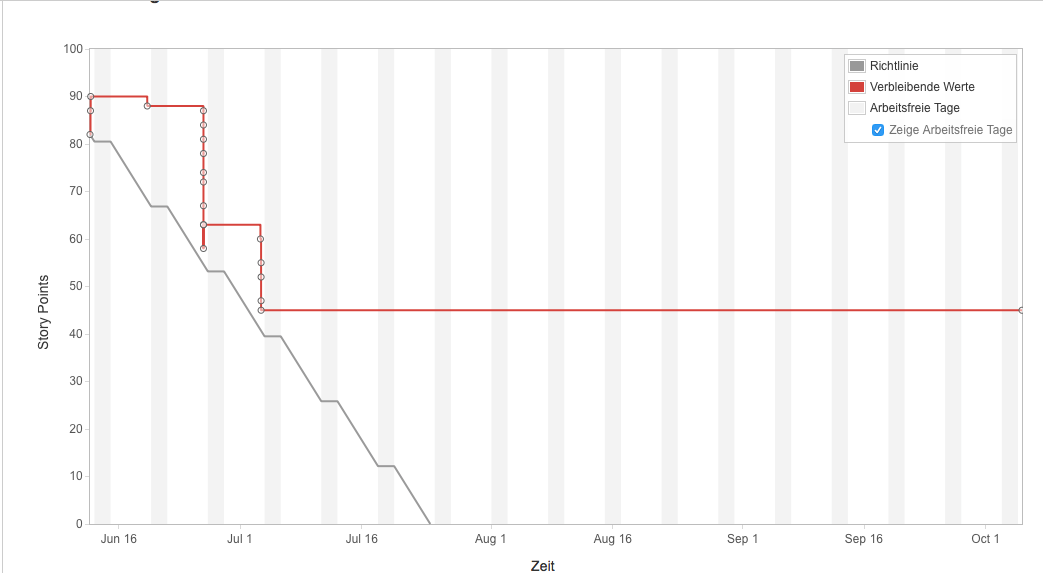 100
90
80
70
60
50
40
30
20
10
0
Story Points
Richtlinie
Verbleibende Werte
Arbeitsfreie Tage
Zeige Arbeitsfreie Tage
Jun 16
Jul 1
Jul 16
Aug 1
Aug 16
Sep 1
Sep 16
Oct 1
Zeit